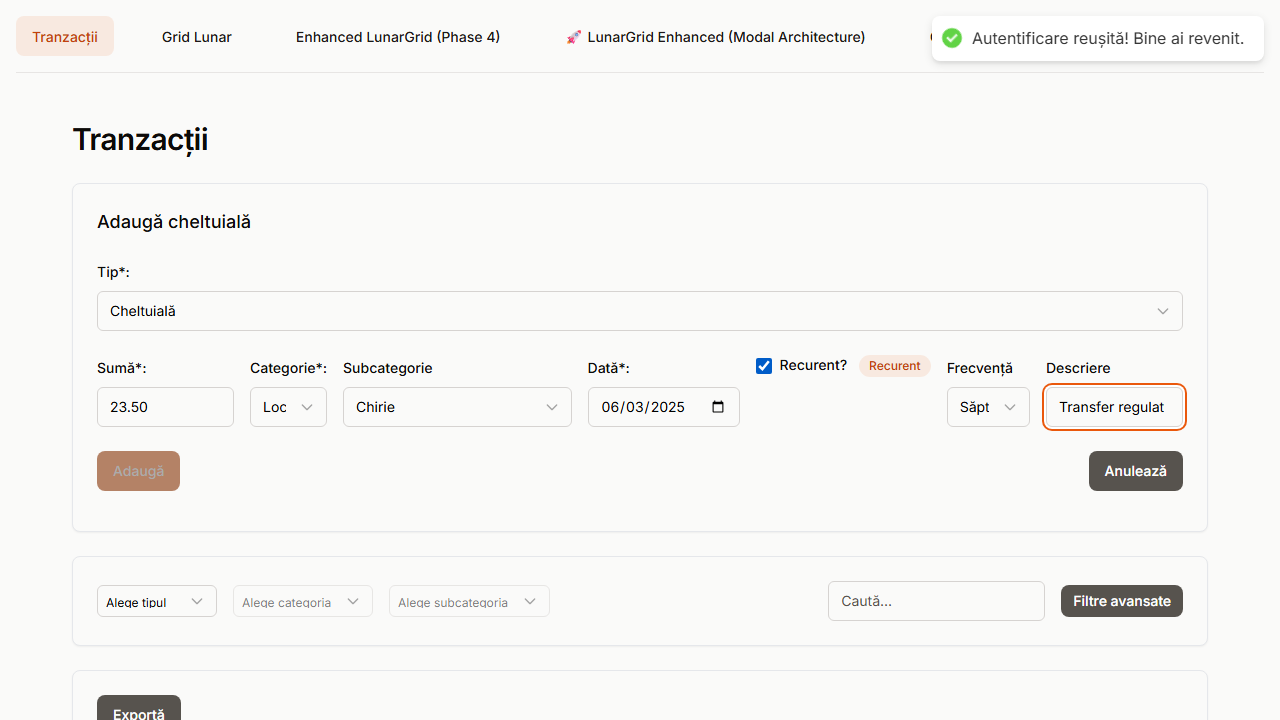 Tranzacții
Grid Lunar
Enhanced LunarGrid (Phase 4)
🚀 LunarGrid Enhanced (Modal Architecture)
Autentificare reușită! Bine ai revenit.
Tranzacții
Adaugă cheltuială
Tip*:
Cheltuială
Sumă*:
Categorie*:
Subcategorie
Dată*:
Recurent?
Recurent
Frecvență
Descriere
23.50
Loc
Chirie
06/03/2025
Săpt
Transfer regulat
Adaugă
Anulează
Alege tipul
Alege categoria
Alege subcategoria
Caută...
Filtre avansate
Exportă